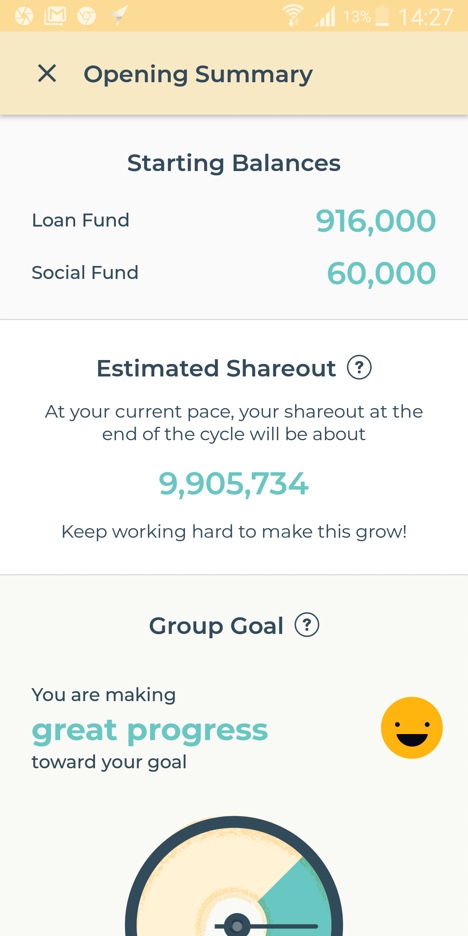 13% 14:27
Opening Summary
Starting Balances
Loan Fund 916,000
Social Fund 60,000
Estimated Shareout ?
At your current pace, your shareout at the
end of the cycle will be about
9,905,734
Keep working hard to make this grow!
Group Goal ?
You are making
great progress
toward your goal